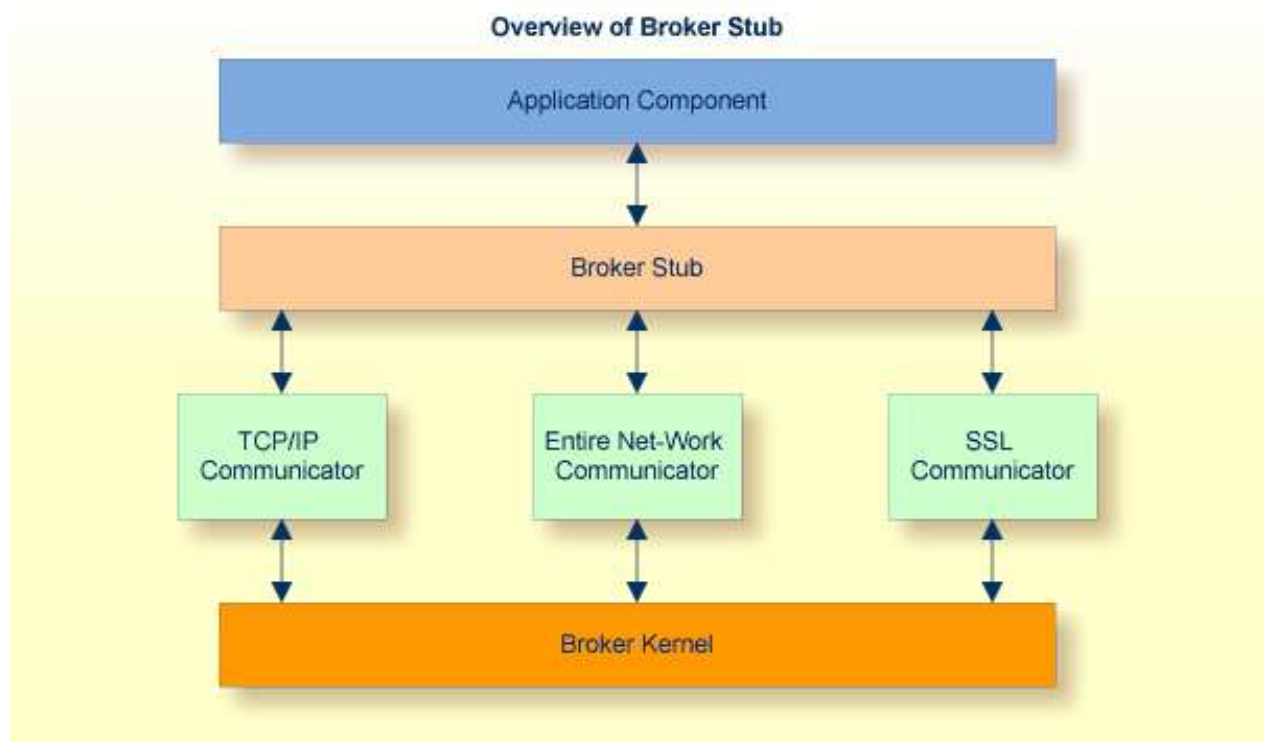 Overview of Broker Stub
Application Component
Broker Stub
TCP/IP
Communicator
Entire Net-Work
Communicator
SSL
Communicator
Broker Kernel